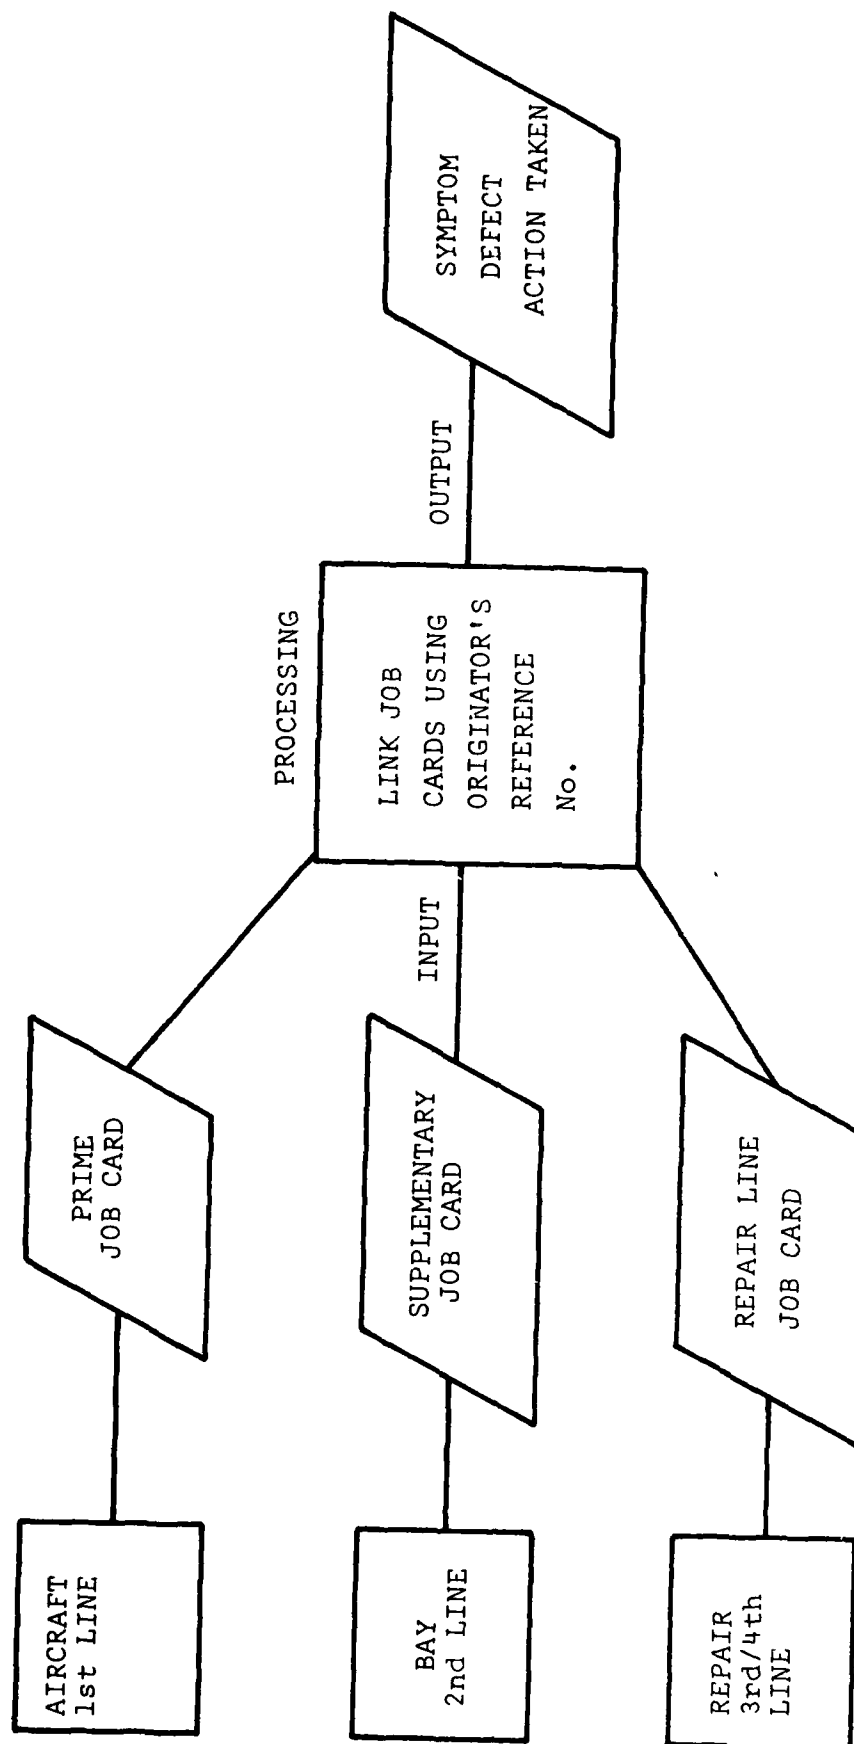 AIRCRAFT
1st LINE
PRIME
JOB CARD
BAY
2nd LINE
SUPPLEMENTARY
JOB CARD
REPAIR
3rd/4th
LINE
REPAIR LINE
JOB CARD
INPUT
PROCESSING
LINK JOB
CARDS USING
ORIGINATOR'S
REFERENCE
No.
OUTPUT
SYMPTOM
DEFECT
ACTION TAKEN